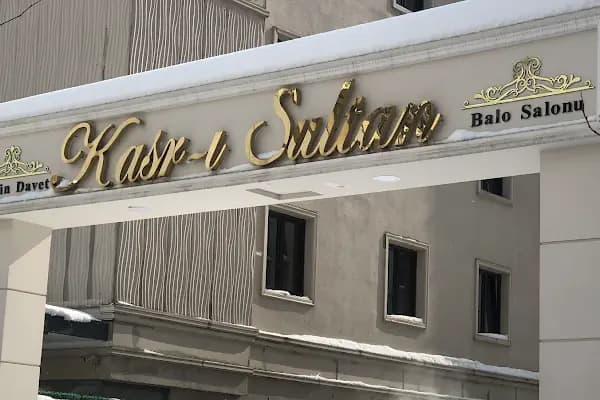 Kasr-ı Sultan
Davet
Balo Salonu